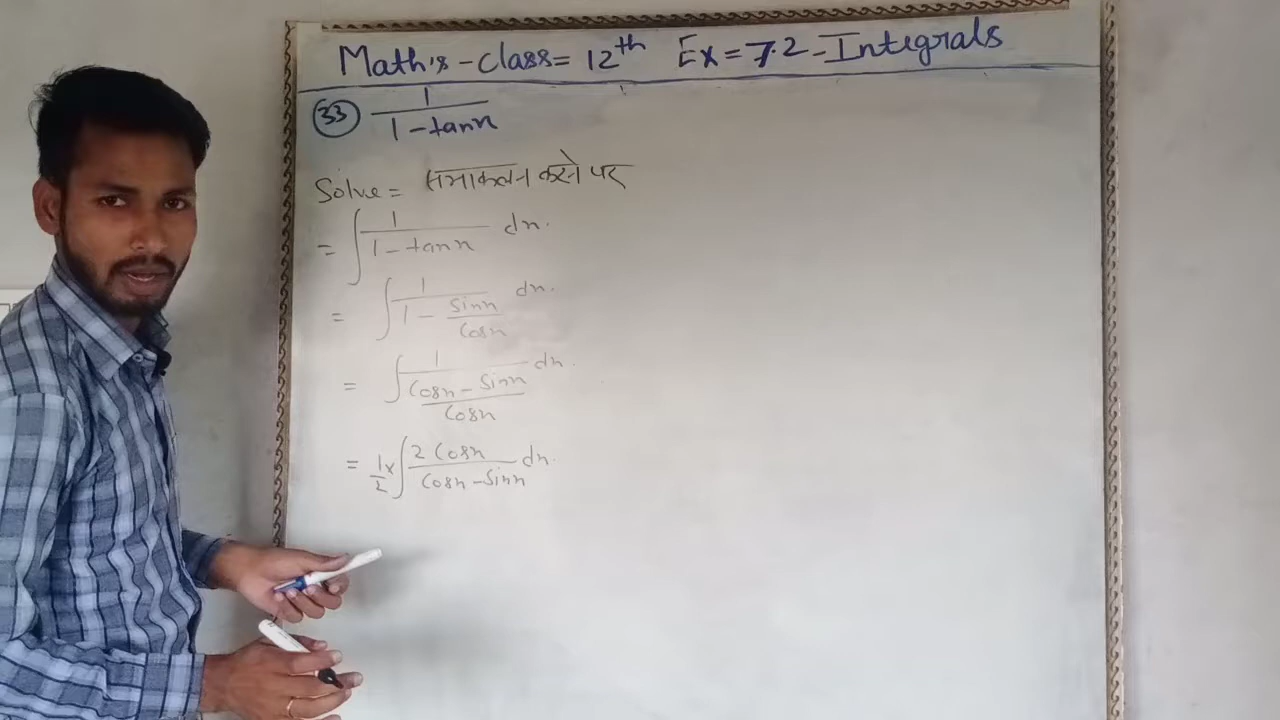 Math's - Class = 12th Ex = 7.2 - Integrals
33 1/(1 - tanx)
Solve = समाकलन करने पर
= ∫ 1/(1 - tanx) dx.
= ∫ 1/(1 - sinx/cosx) dx.
= ∫ 1/((cosx - sinx)/cosx) dx.
= 1/2 x ∫ (2 cosx)/(cosx - sinx) dx.